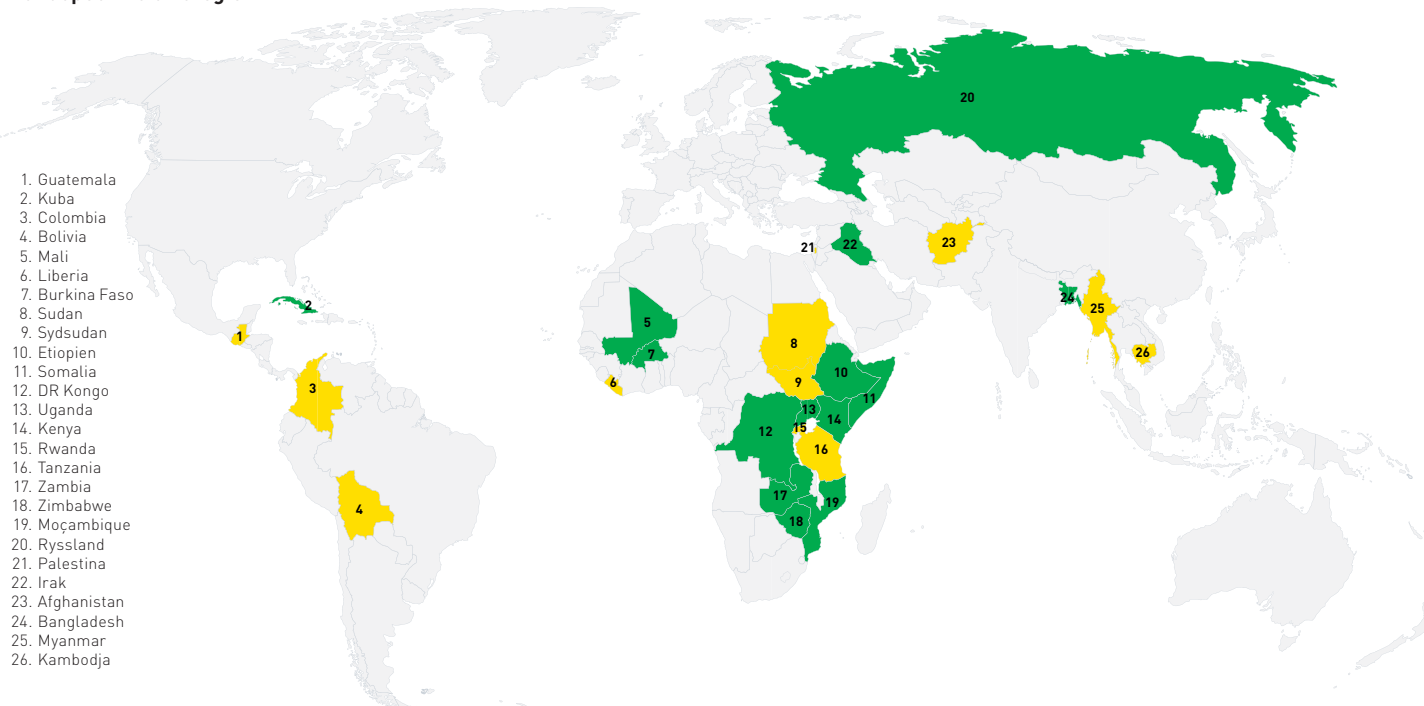 1. Guatemala
2. Kuba
3. Colombia
4. Bolivia
5. Mali
6. Liberia
7. Burkina Faso
8. Sudan
9. Sydsudan
10. Etiopien
11. Somalia
12. DR Kongo
13. Uganda
14. Kenya
15. Rwanda
16. Tanzania
17. Zambia
18. Zimbabwe
19. Moçambique
20. Ryssland
21. Palestina
22. Irak
23. Afghanistan
24. Bangladesh
25. Myanmar
26. Kambodja
20
21
22
23
24
25
26
2
1
3
4
5
7
6
8
9
10
11
13
14
12
15
16
17
19
18